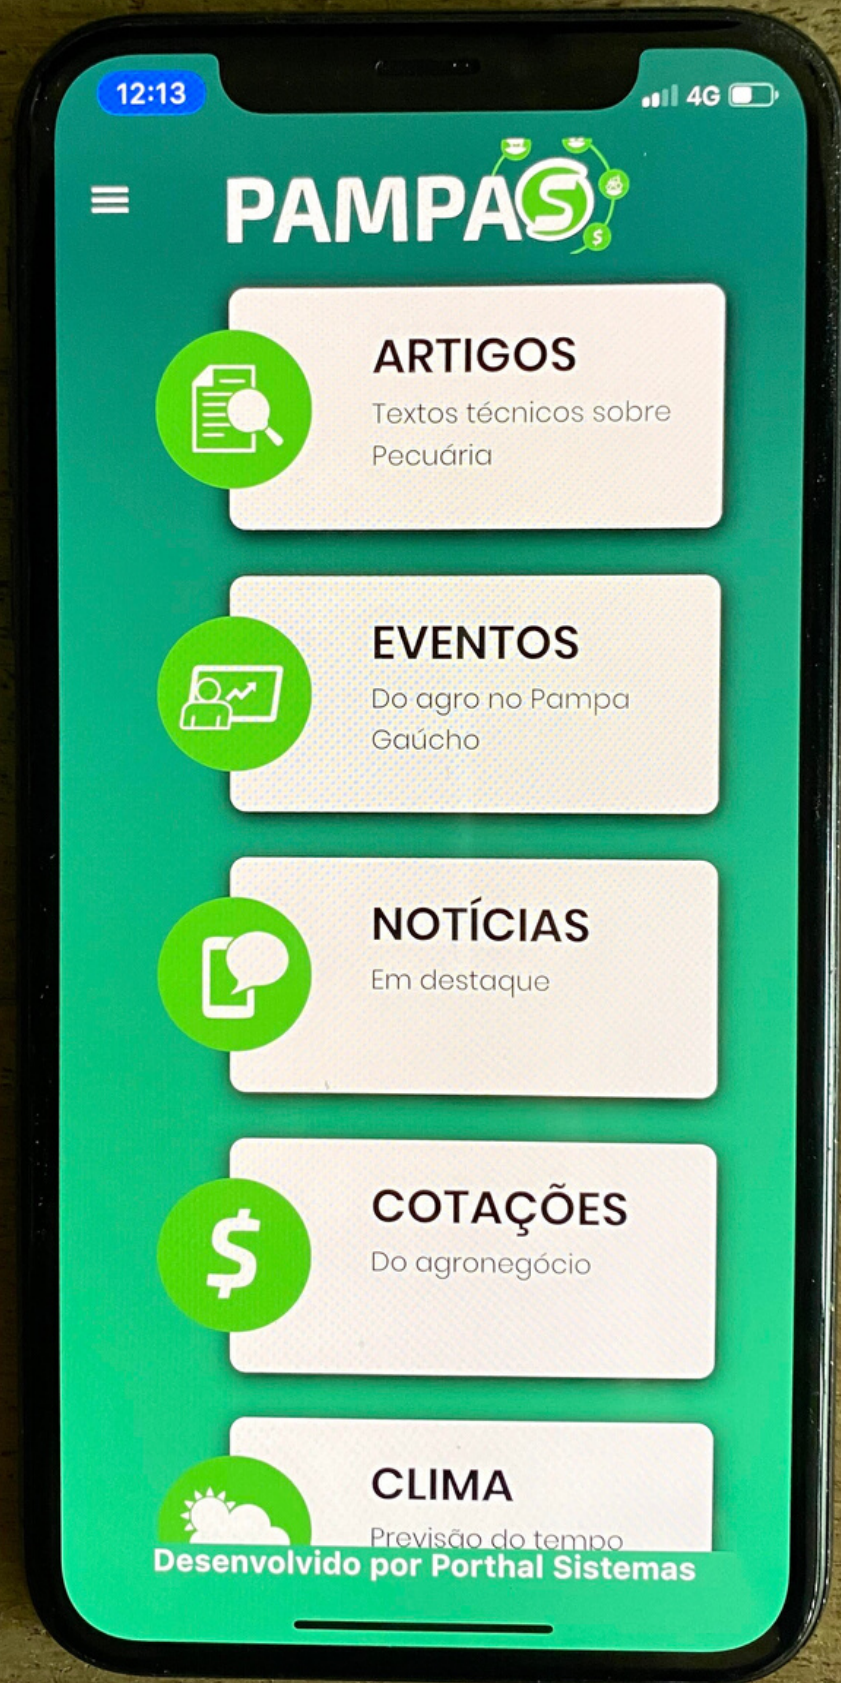 12:13
4G
PAMPAS
$
ARTIGOS
Textos técnicos sobre
Pecuária
EVENTOS
Do agro no Pampa
Gaúcho
NOTÍCIAS
Em destaque
$
COTAÇÕES
Do agronegócio
CLIMA
Previsão do tempo
Desenvolvido por Porthal Sistemas